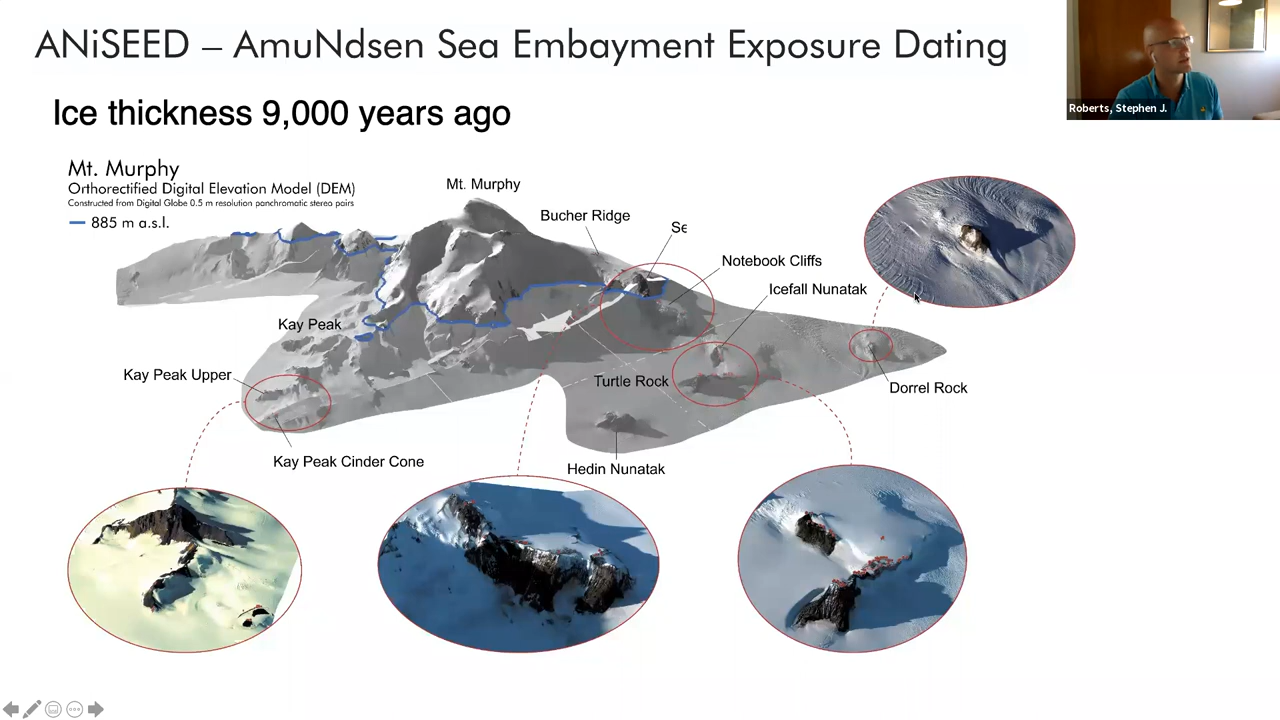 ANiSEED – AmuNdsen Sea Embayment Exposure Dating
Roberts, Stephen J.
Ice thickness 9,000 years ago
Mt. Murphy
Orthorectified Digital Elevation Model (DEM)
Constructed from Digital Globe 0.5 m resolution panchromatic stereo pairs
885 m a.s.l.
Mt. Murphy
Bucher Ridge
Se
Notebook Cliffs
Icefall Nunatak
Kay Peak
Kay Peak Upper
Turtle Rock
Dorrel Rock
Kay Peak Cinder Cone
Hedin Nunatak